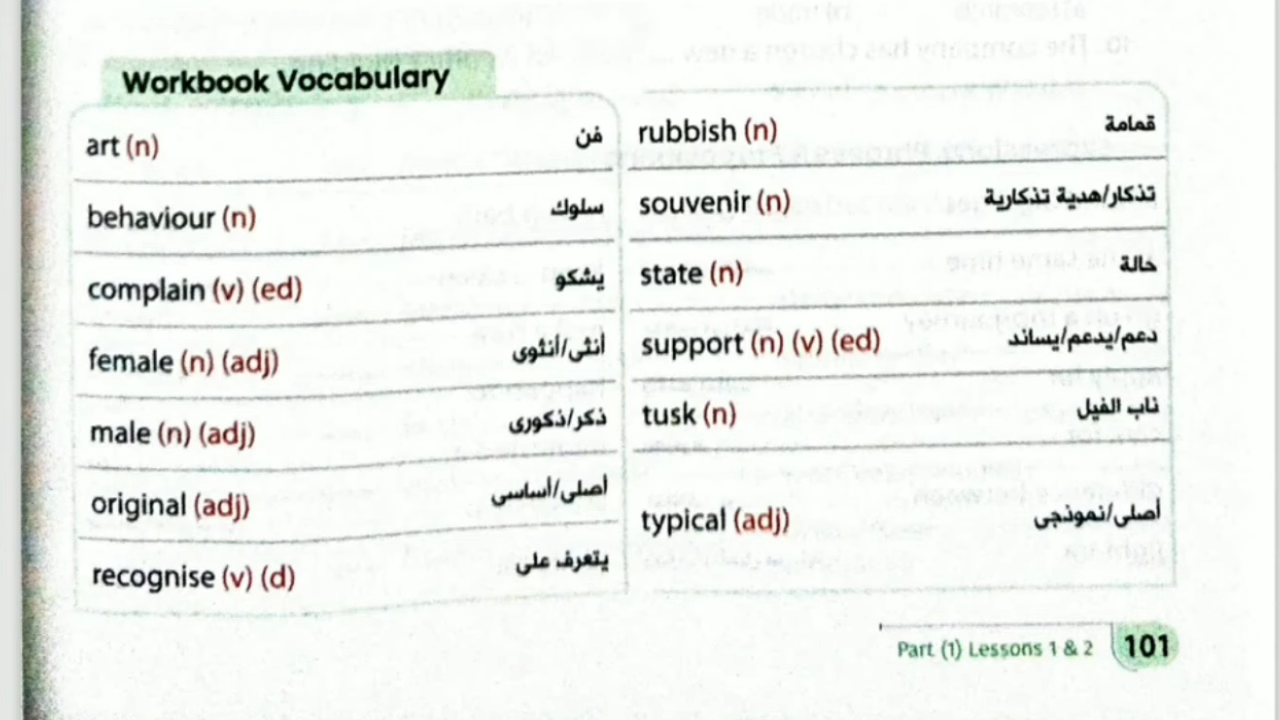 Workbook Vocabulary
art (n) فن
behaviour (n) سلوك
complain (v) (ed) يشكو
female (n) (adj) أنثى/أنثوى
male (n) (adj) ذكر/ذكورى
original (adj) أصلى/أساسى
recognise (v) (d) يتعرف على
rubbish (n) قمامة
souvenir (n) تذكار/هدية تذكارية
state (n) حالة
support (n) (v) (ed) دعم/يدعم/يساند
tusk (n) ناب الفيل
typical (adj) أصلى/نموذجى
Part (1) Lessons 1 & 2 101